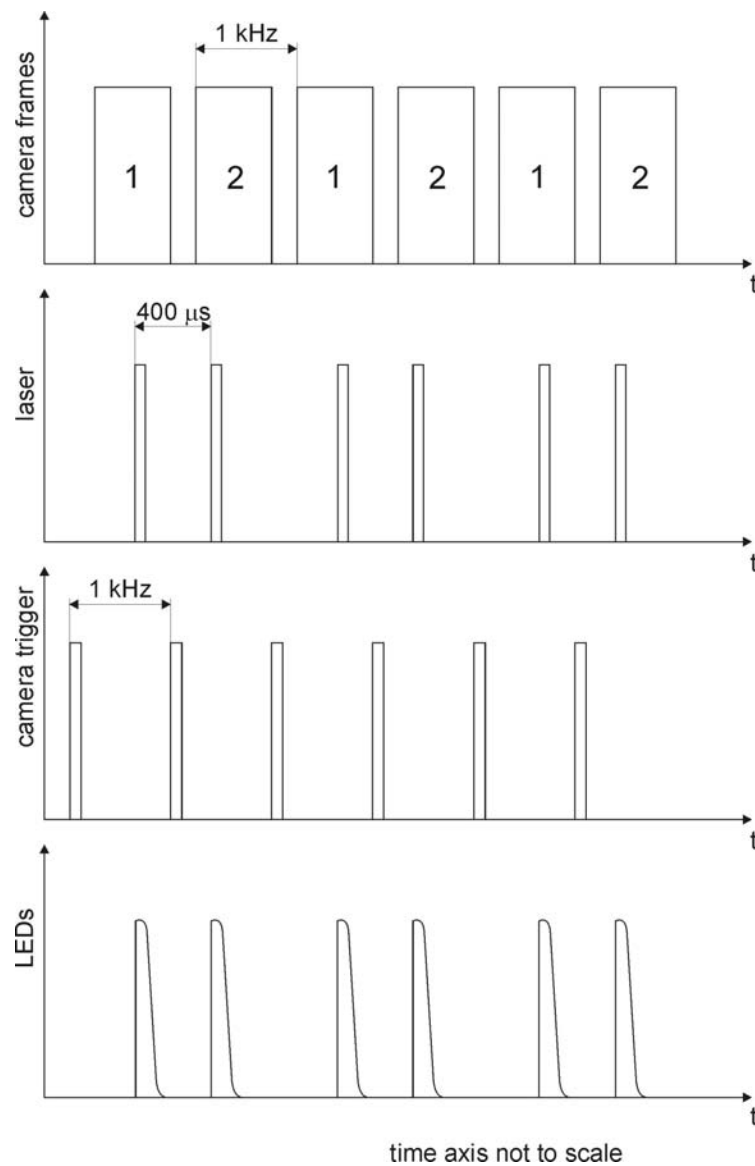 1 kHz
camera frames
1 2 1 2 1 2
t
400 μs
laser
t
1 kHz
camera trigger
t
LEDs
t
time axis not to scale